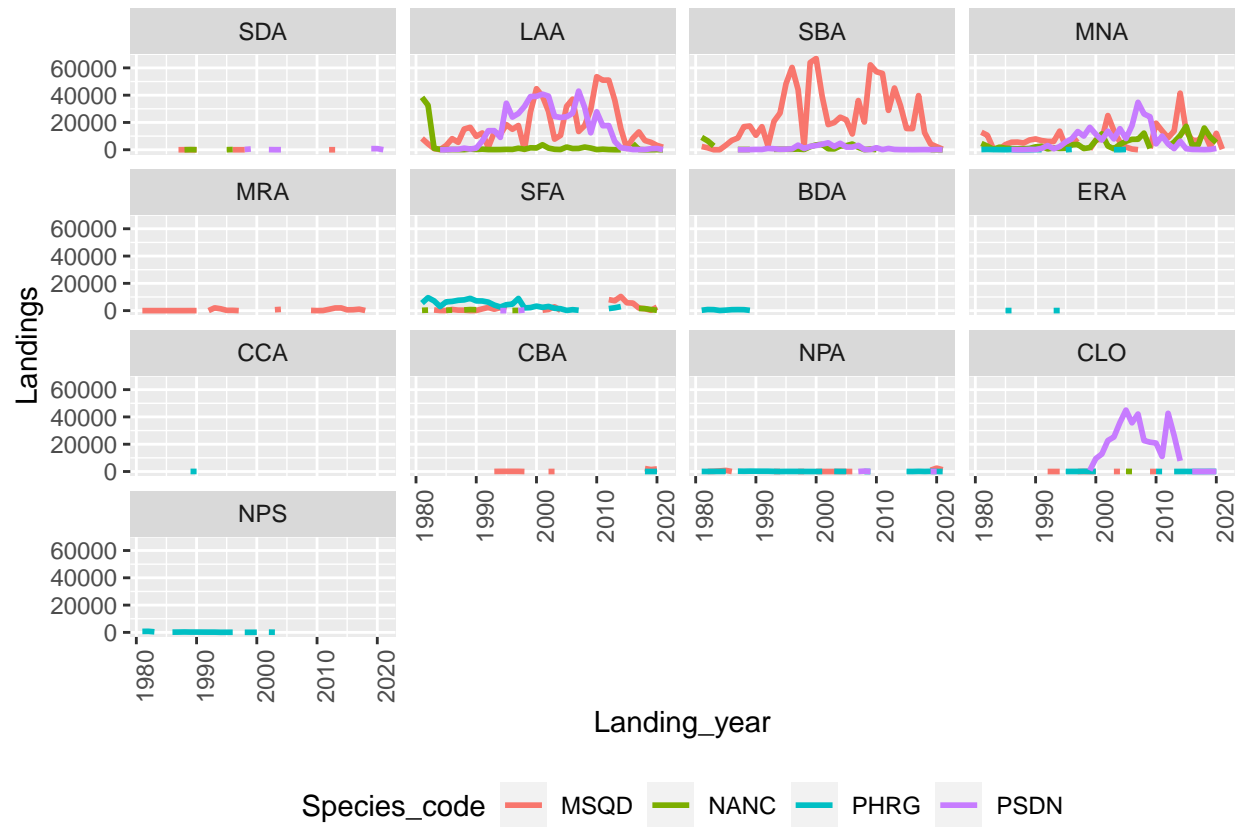 SDA LAA SBA MNA
60000
40000
20000
0
MRA SFA BDA ERA
60000
40000
20000
0
CCA CBA NPA CLO
60000
40000
20000
0
1980 1990 2000 2010 2020 1980 1990 2000 2010 2020 1980 1990 2000 2010 2020
NPS
60000
40000
20000
0
1980 1990 2000 2010 2020
Landings
Landing_year
Species_code MSQD NANC PHRG PSDN